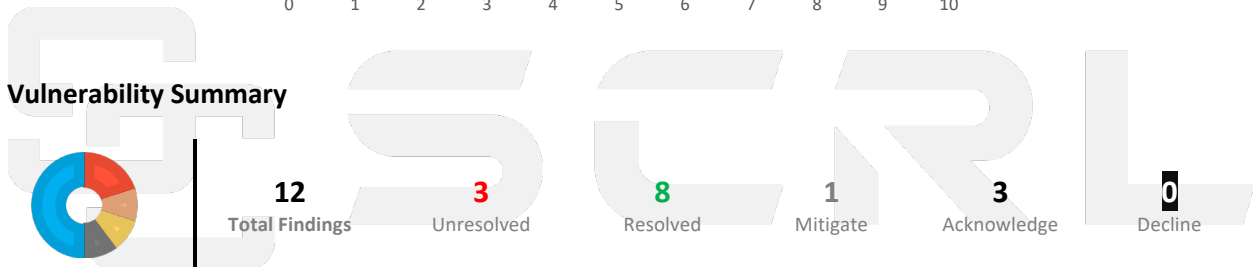 0 1 2 3 4 5 6 7 8 9 10
SCRL
Vulnerability Summary
12 3 8 1 3 0
Total Findings Unresolved Resolved Mitigate Acknowledge Decline